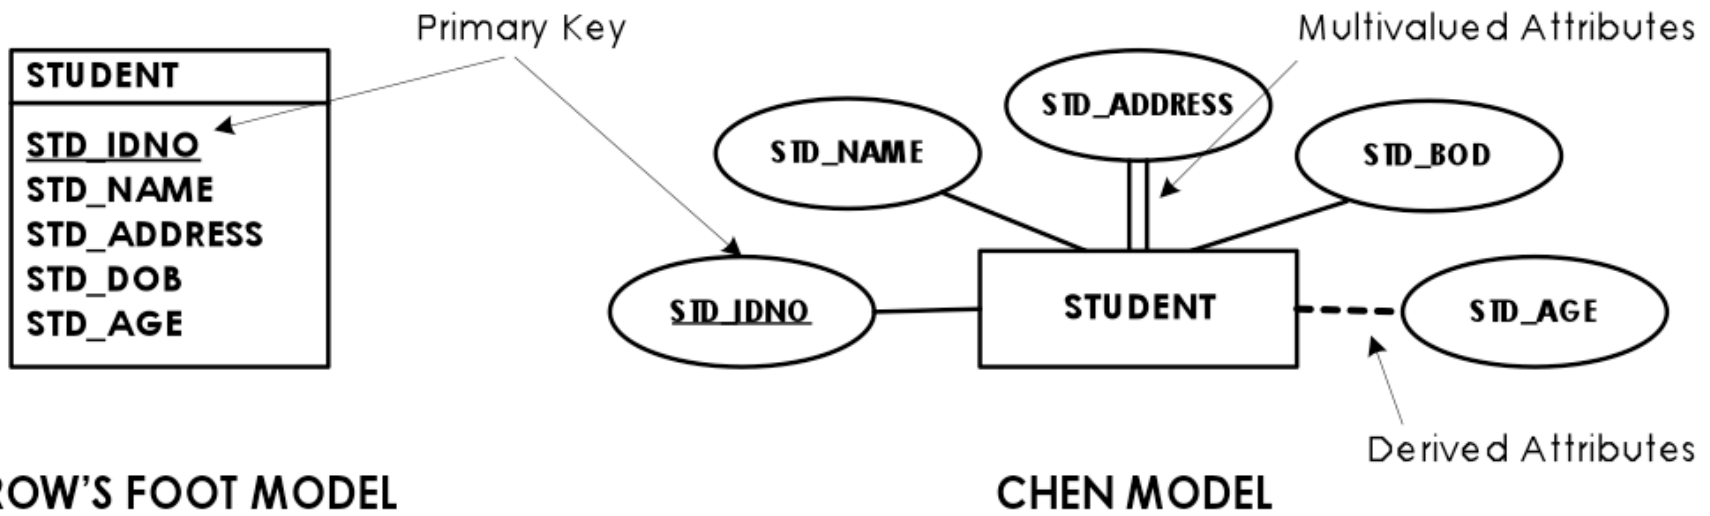 Primary Key
Multivalued Attributes
STUDENT
STD_IDNO
STD_NAME
STD_ADDRESS
STD_DOB
STD_AGE
STD_ADDRESS
STD_NAME
STD_BOD
STD_IDNO
STUDENT
STD_AGE
Derived Attributes
ROW'S FOOT MODEL
CHEN MODEL